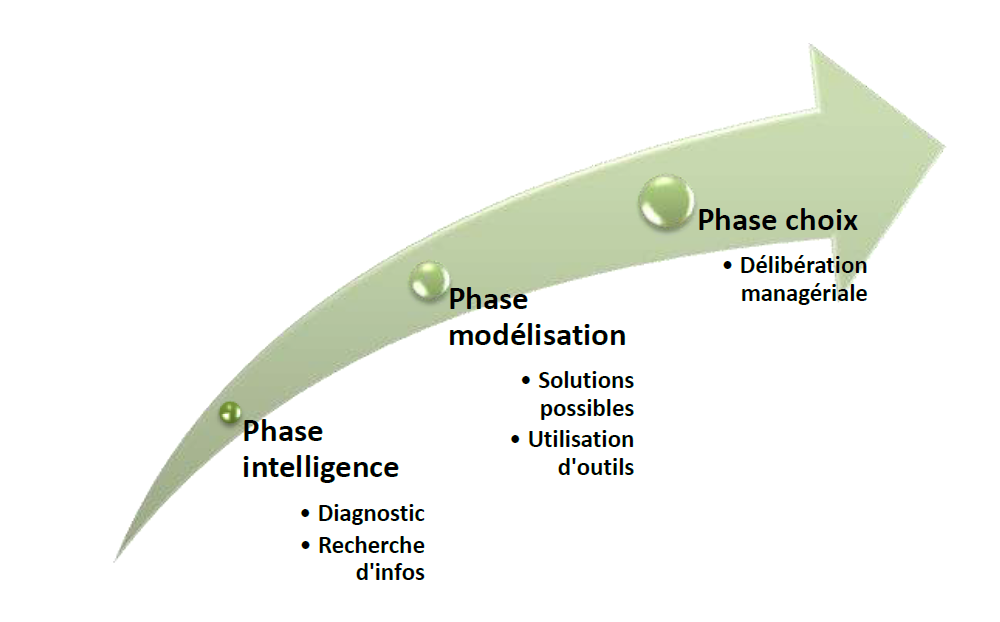 Phase
intelligence
• Diagnostic
• Recherche
d'infos
Phase
modélisation
• Solutions
possibles
• Utilisation
d'outils
Phase choix
• Délibération
managériale